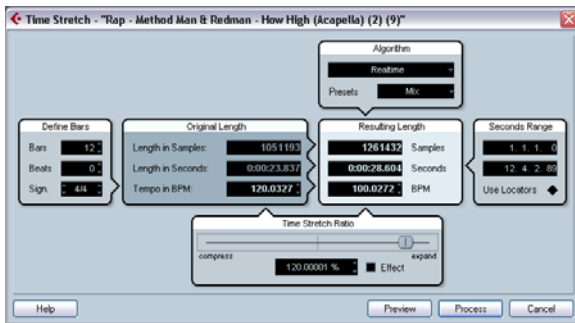 Time Stretch - "Rap - Method Man & Redman - How High (Acapella) (2) (9)"
Algorithm
Realtime
Presets Mix
Define Bars
Bars 12
Beats 0
Sign. 4/4
Original Length
Length in Samples: 1051193
Length in Seconds: 0:00:23.837
Tempo in BPM: 120.0327
Resulting Length
1261432 Samples
0:00:28.604 Seconds
100.0272 BPM
Seconds Range
1. 1. 1. 0
12. 4. 2. 89
Use Locators
Time Stretch Ratio
compress expand
120.00001 % Effect
Help Preview Process Cancel